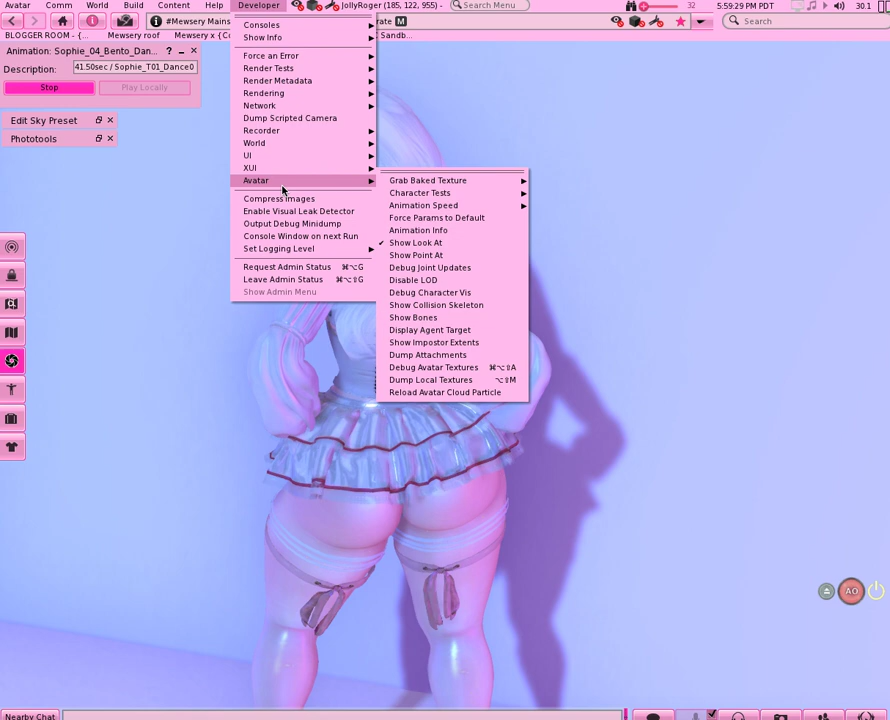 Avatar Comm World Build Content Help Developer JollyRoger (185, 122, 955) - Search Menu 32 5:59:29 PM PDT 30.1
#Mewsery Mains rate M Search
BLOGGER ROOM - {... Mewsery roof Mewsery x {Co Sandb...
Animation: Sophie_04_Bento_Dan... ? _ ✕
Description: 41.50sec / Sophie_T01_Dance0
Stop Play Locally
Edit Sky Preset
Phototools
Consoles
Show Info
Force an Error
Render Tests
Render Metadata
Rendering
Network
Dump Scripted Camera
Recorder
World
UI
XUI
Avatar
Compress Images
Enable Visual Leak Detector
Output Debug Minidump
Console Window on next Run
Set Logging Level
Request Admin Status ⌘⌥G
Leave Admin Status ⌘⌥⇧G
Show Admin Menu
Grab Baked Texture
Character Tests
Animation Speed
Force Params to Default
Animation Info
✓ Show Look At
Show Point At
Debug Joint Updates
Disable LOD
Debug Character Vis
Show Collision Skeleton
Show Bones
Display Agent Target
Show Impostor Extents
Dump Attachments
Debug Avatar Textures ⌘⌥⇧A
Dump Local Textures ⌥⇧M
Reload Avatar Cloud Particle
AO
Nearby Chat